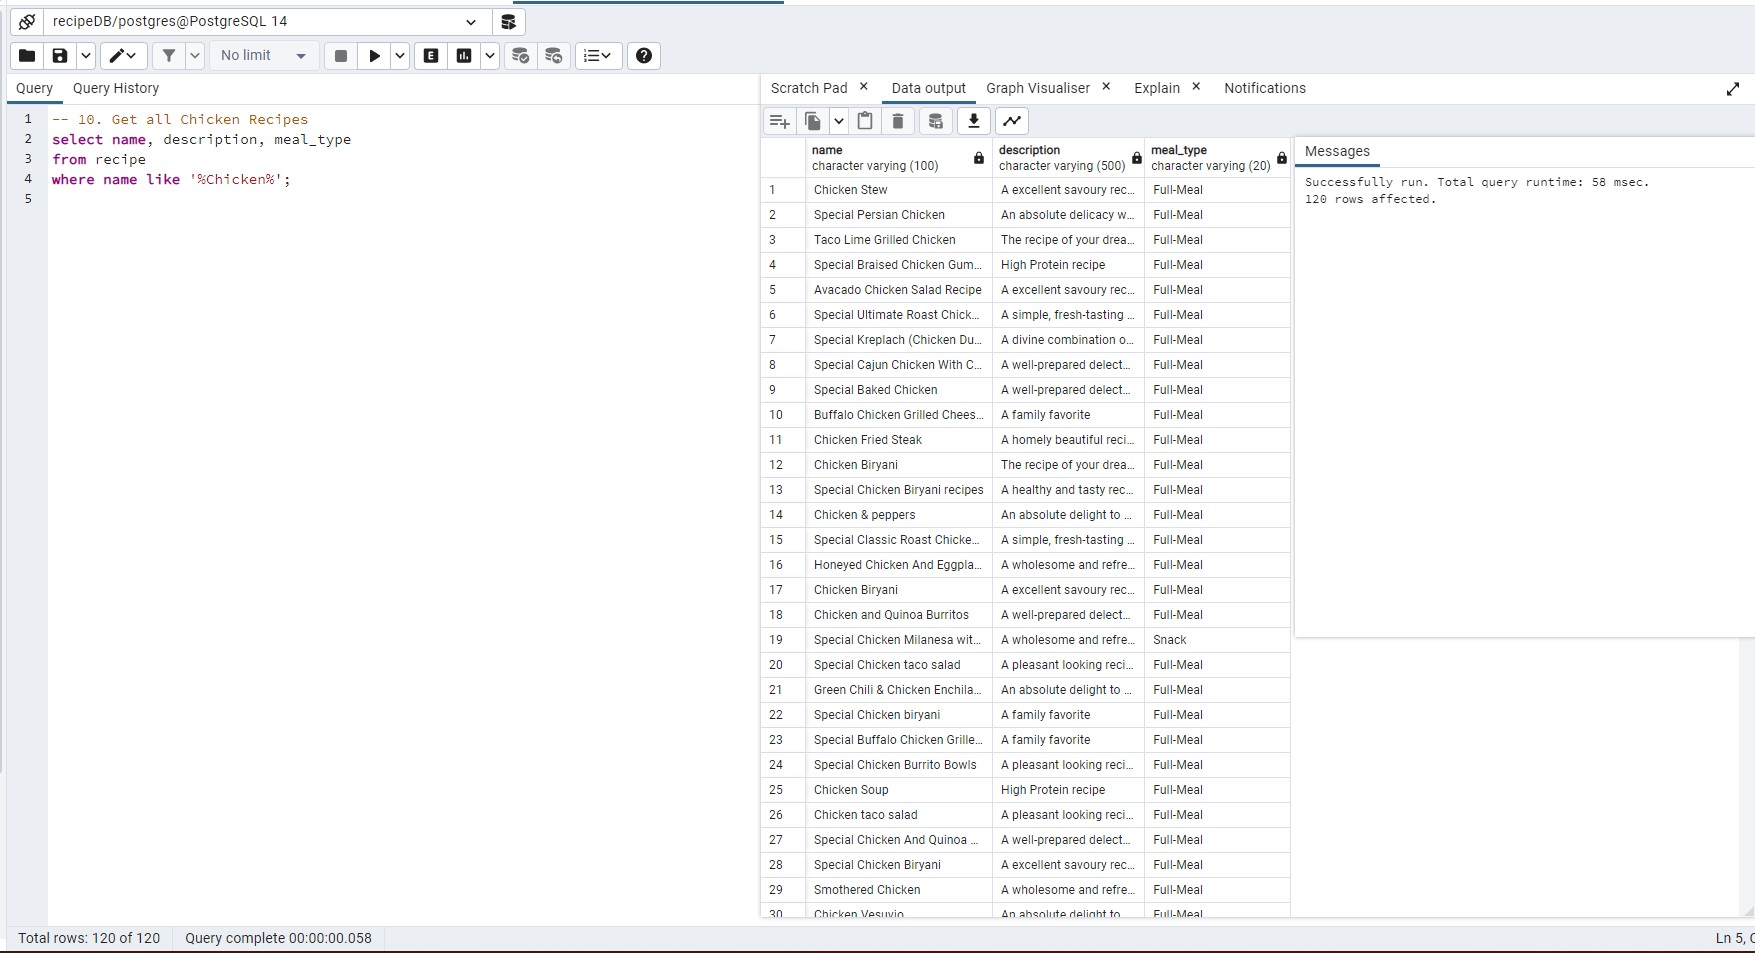 recipeDB/postgres@PostgreSQL 14
No limit
E
Query Query History
1 -- 10. Get all Chicken Recipes
2 select name, description, meal_type
3 from recipe
4 where name like '%Chicken%';
5
Scratch Pad Data output Graph Visualiser Explain Notifications
name description meal_type
character varying (100) character varying (500) character varying (20)
1 Chicken Stew A excellent savoury rec... Full-Meal
2 Special Persian Chicken An absolute delicacy w... Full-Meal
3 Taco Lime Grilled Chicken The recipe of your drea... Full-Meal
4 Special Braised Chicken Gum... High Protein recipe Full-Meal
5 Avacado Chicken Salad Recipe A excellent savoury rec... Full-Meal
6 Special Ultimate Roast Chick... A simple, fresh-tasting ... Full-Meal
7 Special Kreplach (Chicken Du... A divine combination o... Full-Meal
8 Special Cajun Chicken With C... A well-prepared delect... Full-Meal
9 Special Baked Chicken A well-prepared delect... Full-Meal
10 Buffalo Chicken Grilled Chees... A family favorite Full-Meal
11 Chicken Fried Steak A homely beautiful reci... Full-Meal
12 Chicken Biryani The recipe of your drea... Full-Meal
13 Special Chicken Biryani recipes A healthy and tasty rec... Full-Meal
14 Chicken & peppers An absolute delight to ... Full-Meal
15 Special Classic Roast Chicke... A simple, fresh-tasting ... Full-Meal
16 Honeyed Chicken And Eggpla... A wholesome and refre... Full-Meal
17 Chicken Biryani A excellent savoury rec... Full-Meal
18 Chicken and Quinoa Burritos A well-prepared delect... Full-Meal
19 Special Chicken Milanesa wit... A wholesome and refre... Snack
20 Special Chicken taco salad A pleasant looking reci... Full-Meal
21 Green Chili & Chicken Enchila... An absolute delight to ... Full-Meal
22 Special Chicken biryani A family favorite Full-Meal
23 Special Buffalo Chicken Grille... A family favorite Full-Meal
24 Special Chicken Burrito Bowls A pleasant looking reci... Full-Meal
25 Chicken Soup High Protein recipe Full-Meal
26 Chicken taco salad A pleasant looking reci... Full-Meal
27 Special Chicken And Quinoa ... A well-prepared delect... Full-Meal
28 Special Chicken Biryani A excellent savoury rec... Full-Meal
29 Smothered Chicken A wholesome and refre... Full-Meal
30 Chicken Vesuvio An absolute delight to Full-Meal
Messages
Successfully run. Total query runtime: 58 msec.
120 rows affected.
Total rows: 120 of 120 Query complete 00:00:00.058 Ln 5,